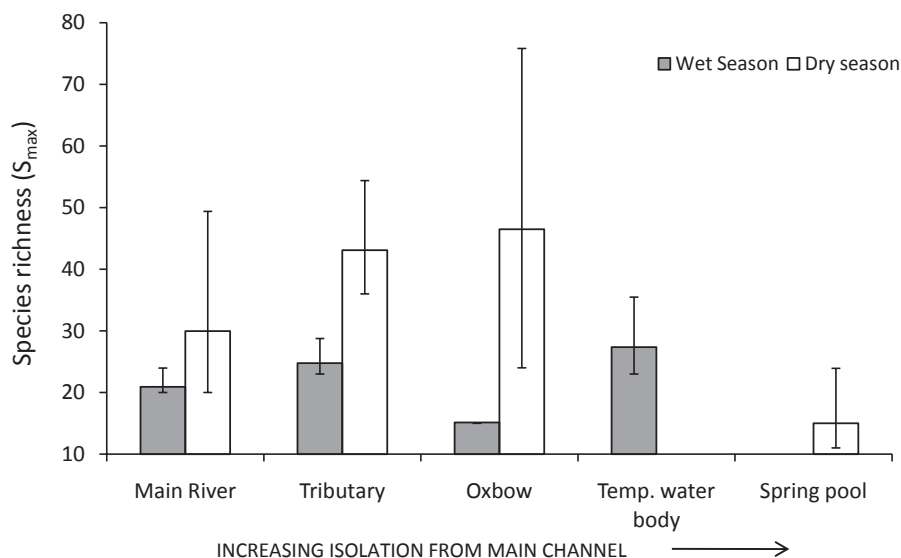 80
70
60
50
40
30
20
10
Species richness (Smax)
Wet Season
Dry season
Main River
Tributary
Oxbow
Temp. water body
Spring pool
INCREASING ISOLATION FROM MAIN CHANNEL